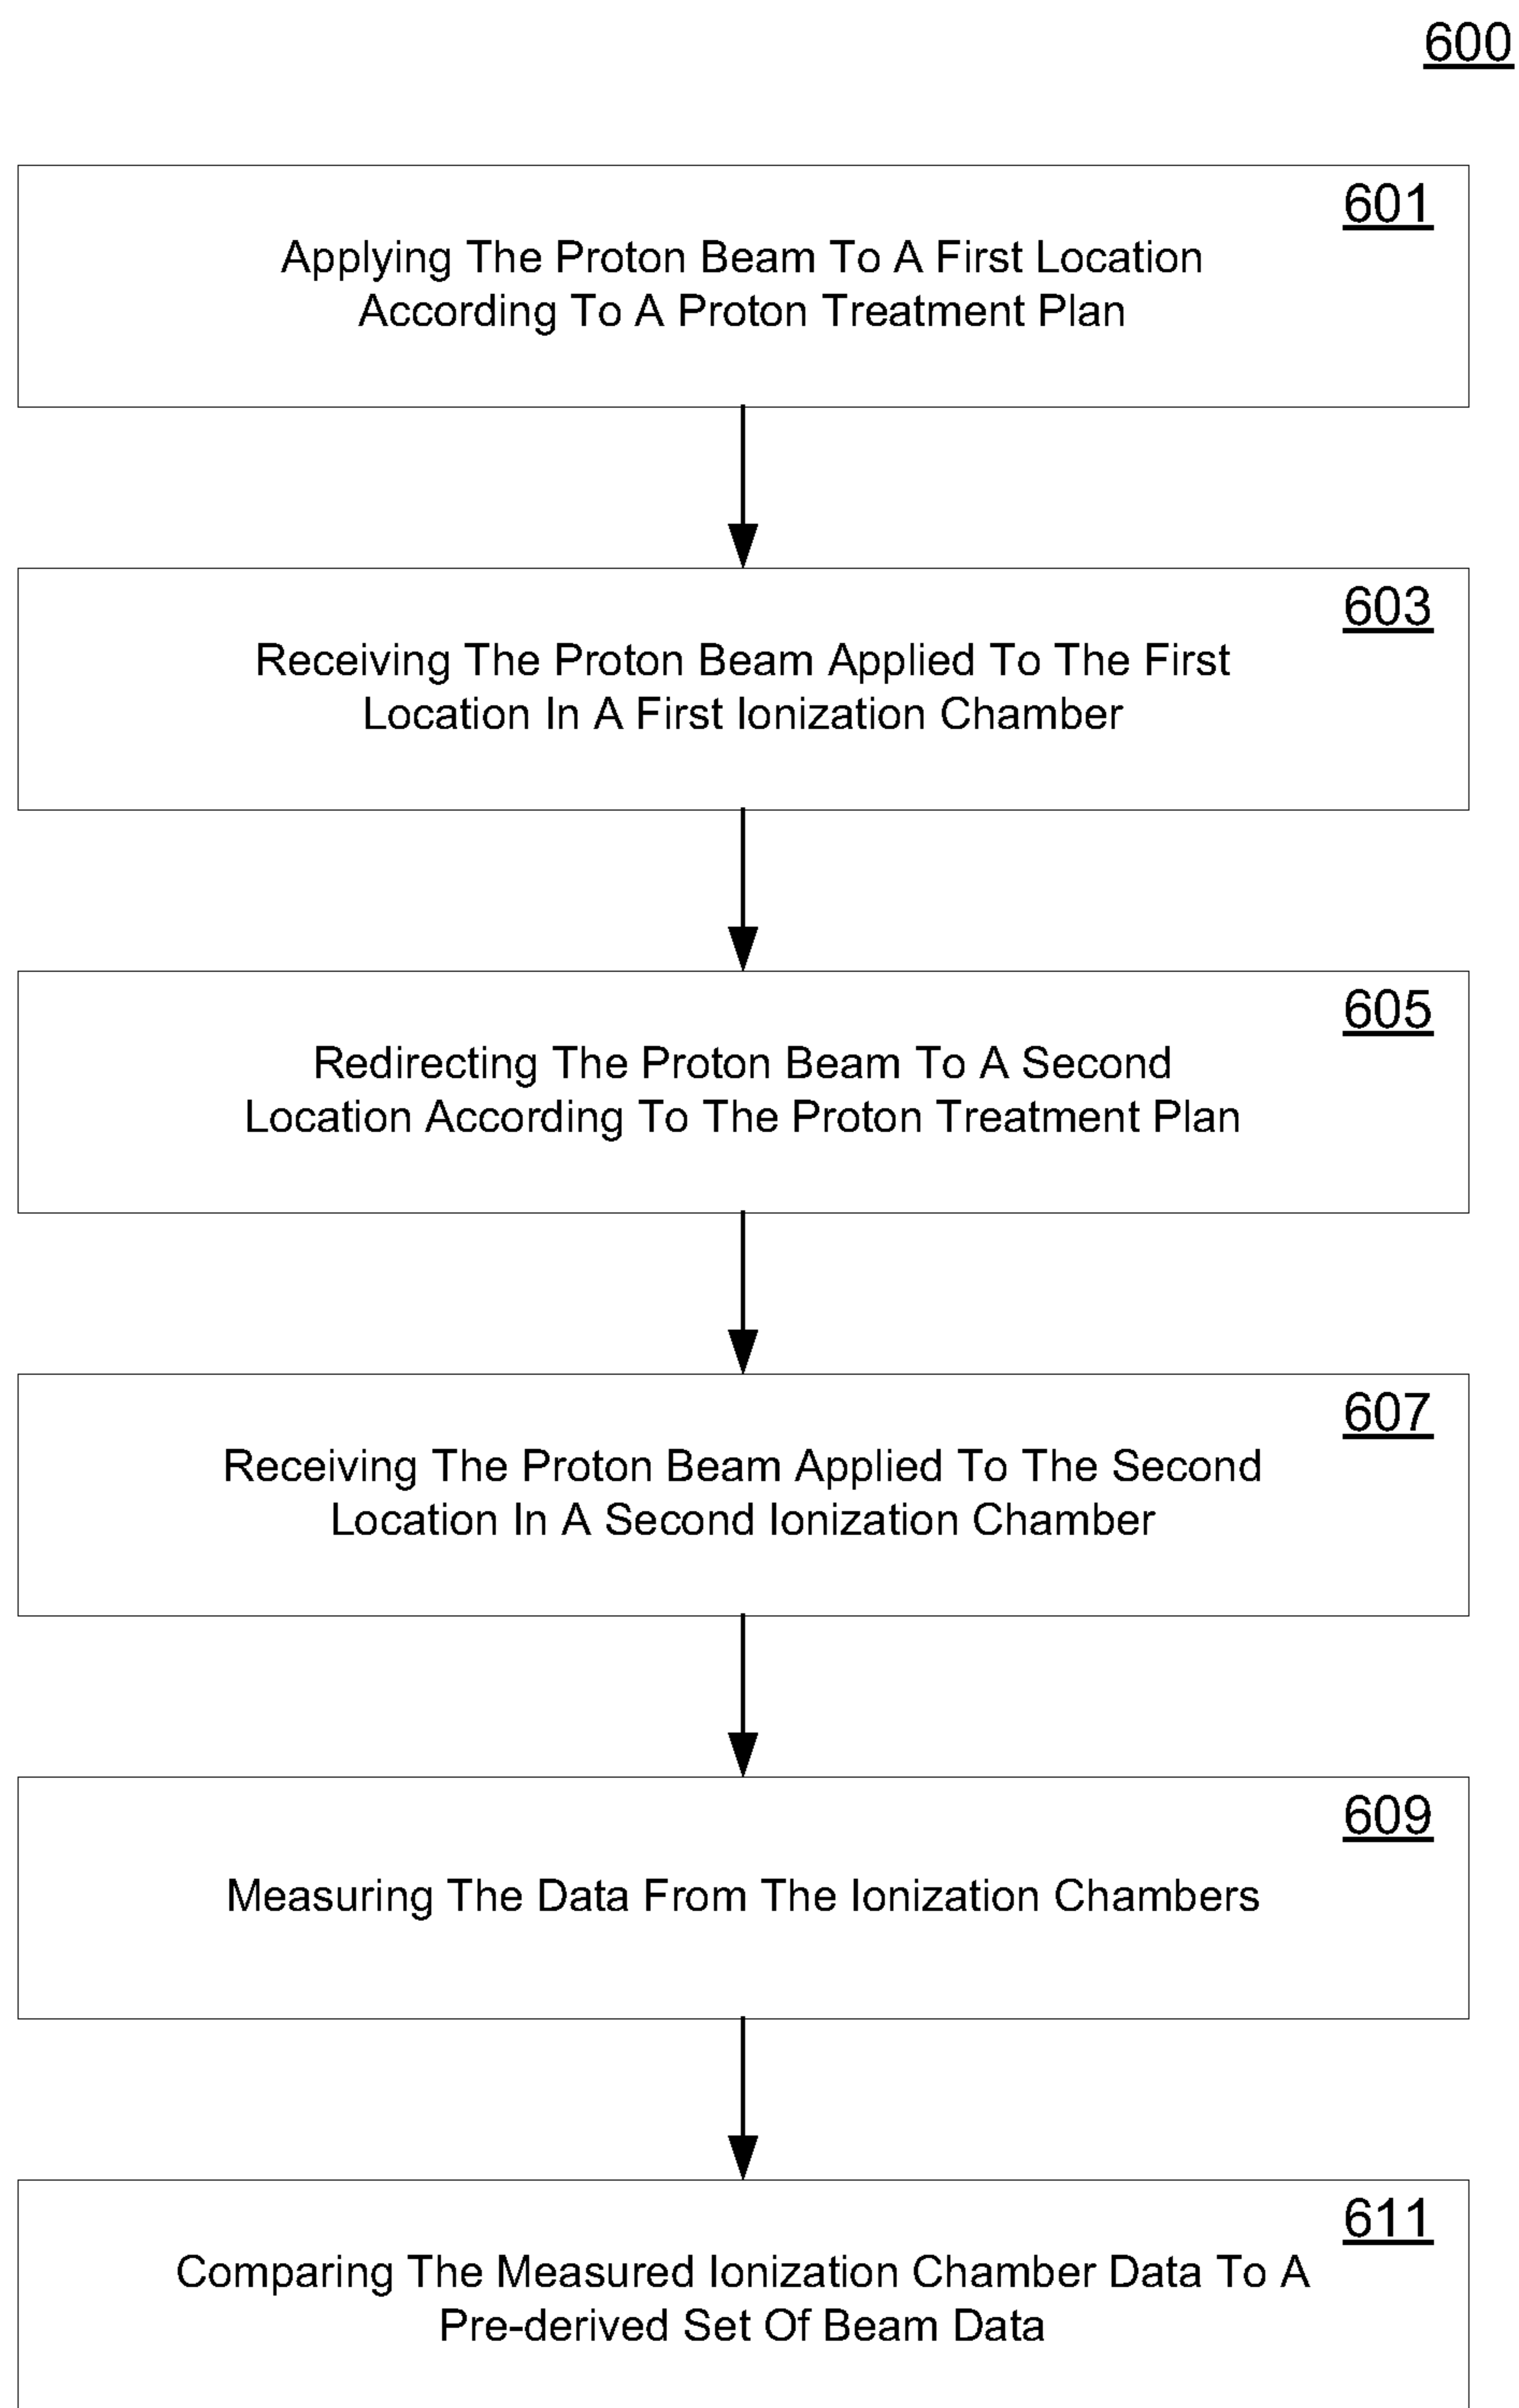 600
601
Applying The Proton Beam To A First Location
According To A Proton Treatment Plan
603
Receiving The Proton Beam Applied To The First
Location In A First Ionization Chamber
605
Redirecting The Proton Beam To A Second
Location According To The Proton Treatment Plan
607
Receiving The Proton Beam Applied To The Second
Location In A Second Ionization Chamber
609
Measuring The Data From The Ionization Chambers
611
Comparing The Measured Ionization Chamber Data To A
Pre-derived Set Of Beam Data